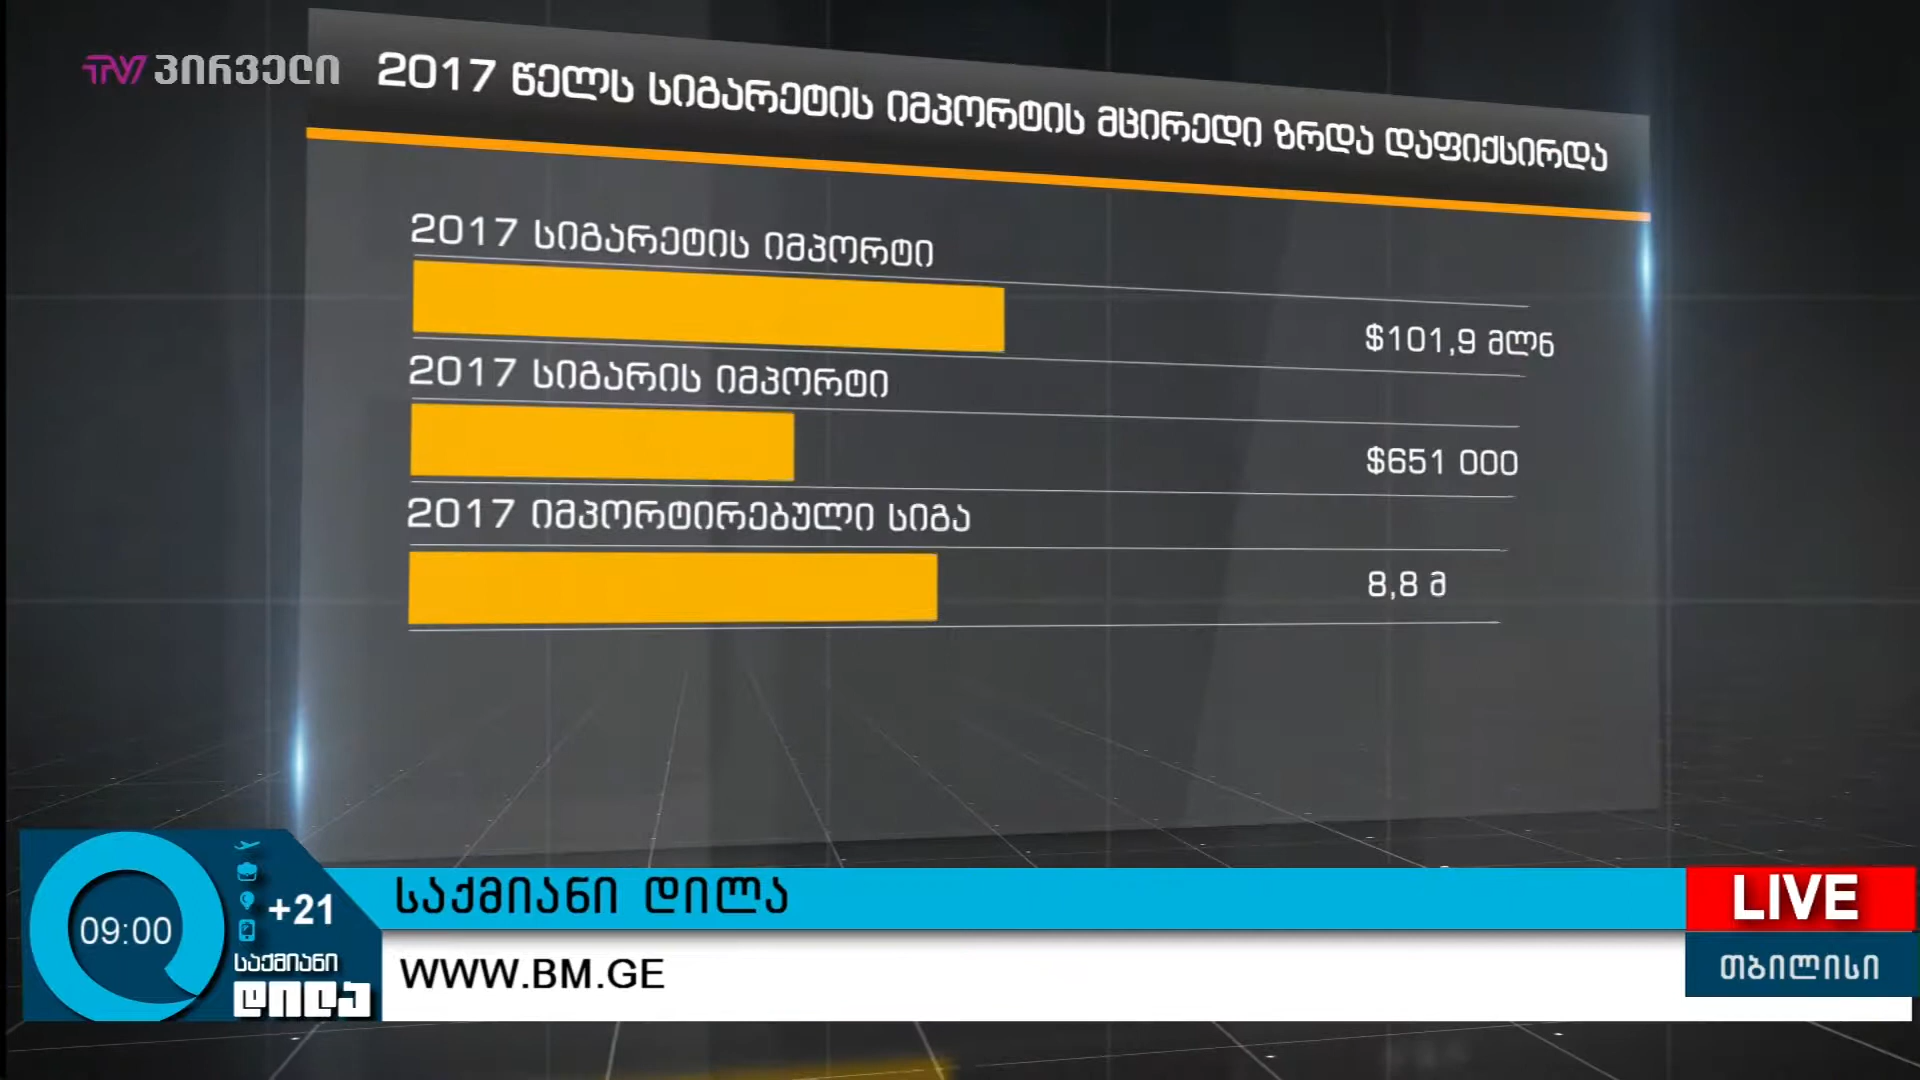 TV პირველი
2017 წელს სიგარეტის იმპორტის მცირედი ზრდა დაფიქსირდა
2017 სიგარეტის იმპორტი
$101,9 მლნ
2017 სიგარის იმპორტი
$651 000
2017 იმპორტირებული სიგა
8,8 მ
09:00
+21
საქმიანი
დილა
საქმიანი დილა
WWW.BM.GE
LIVE
თბილისი